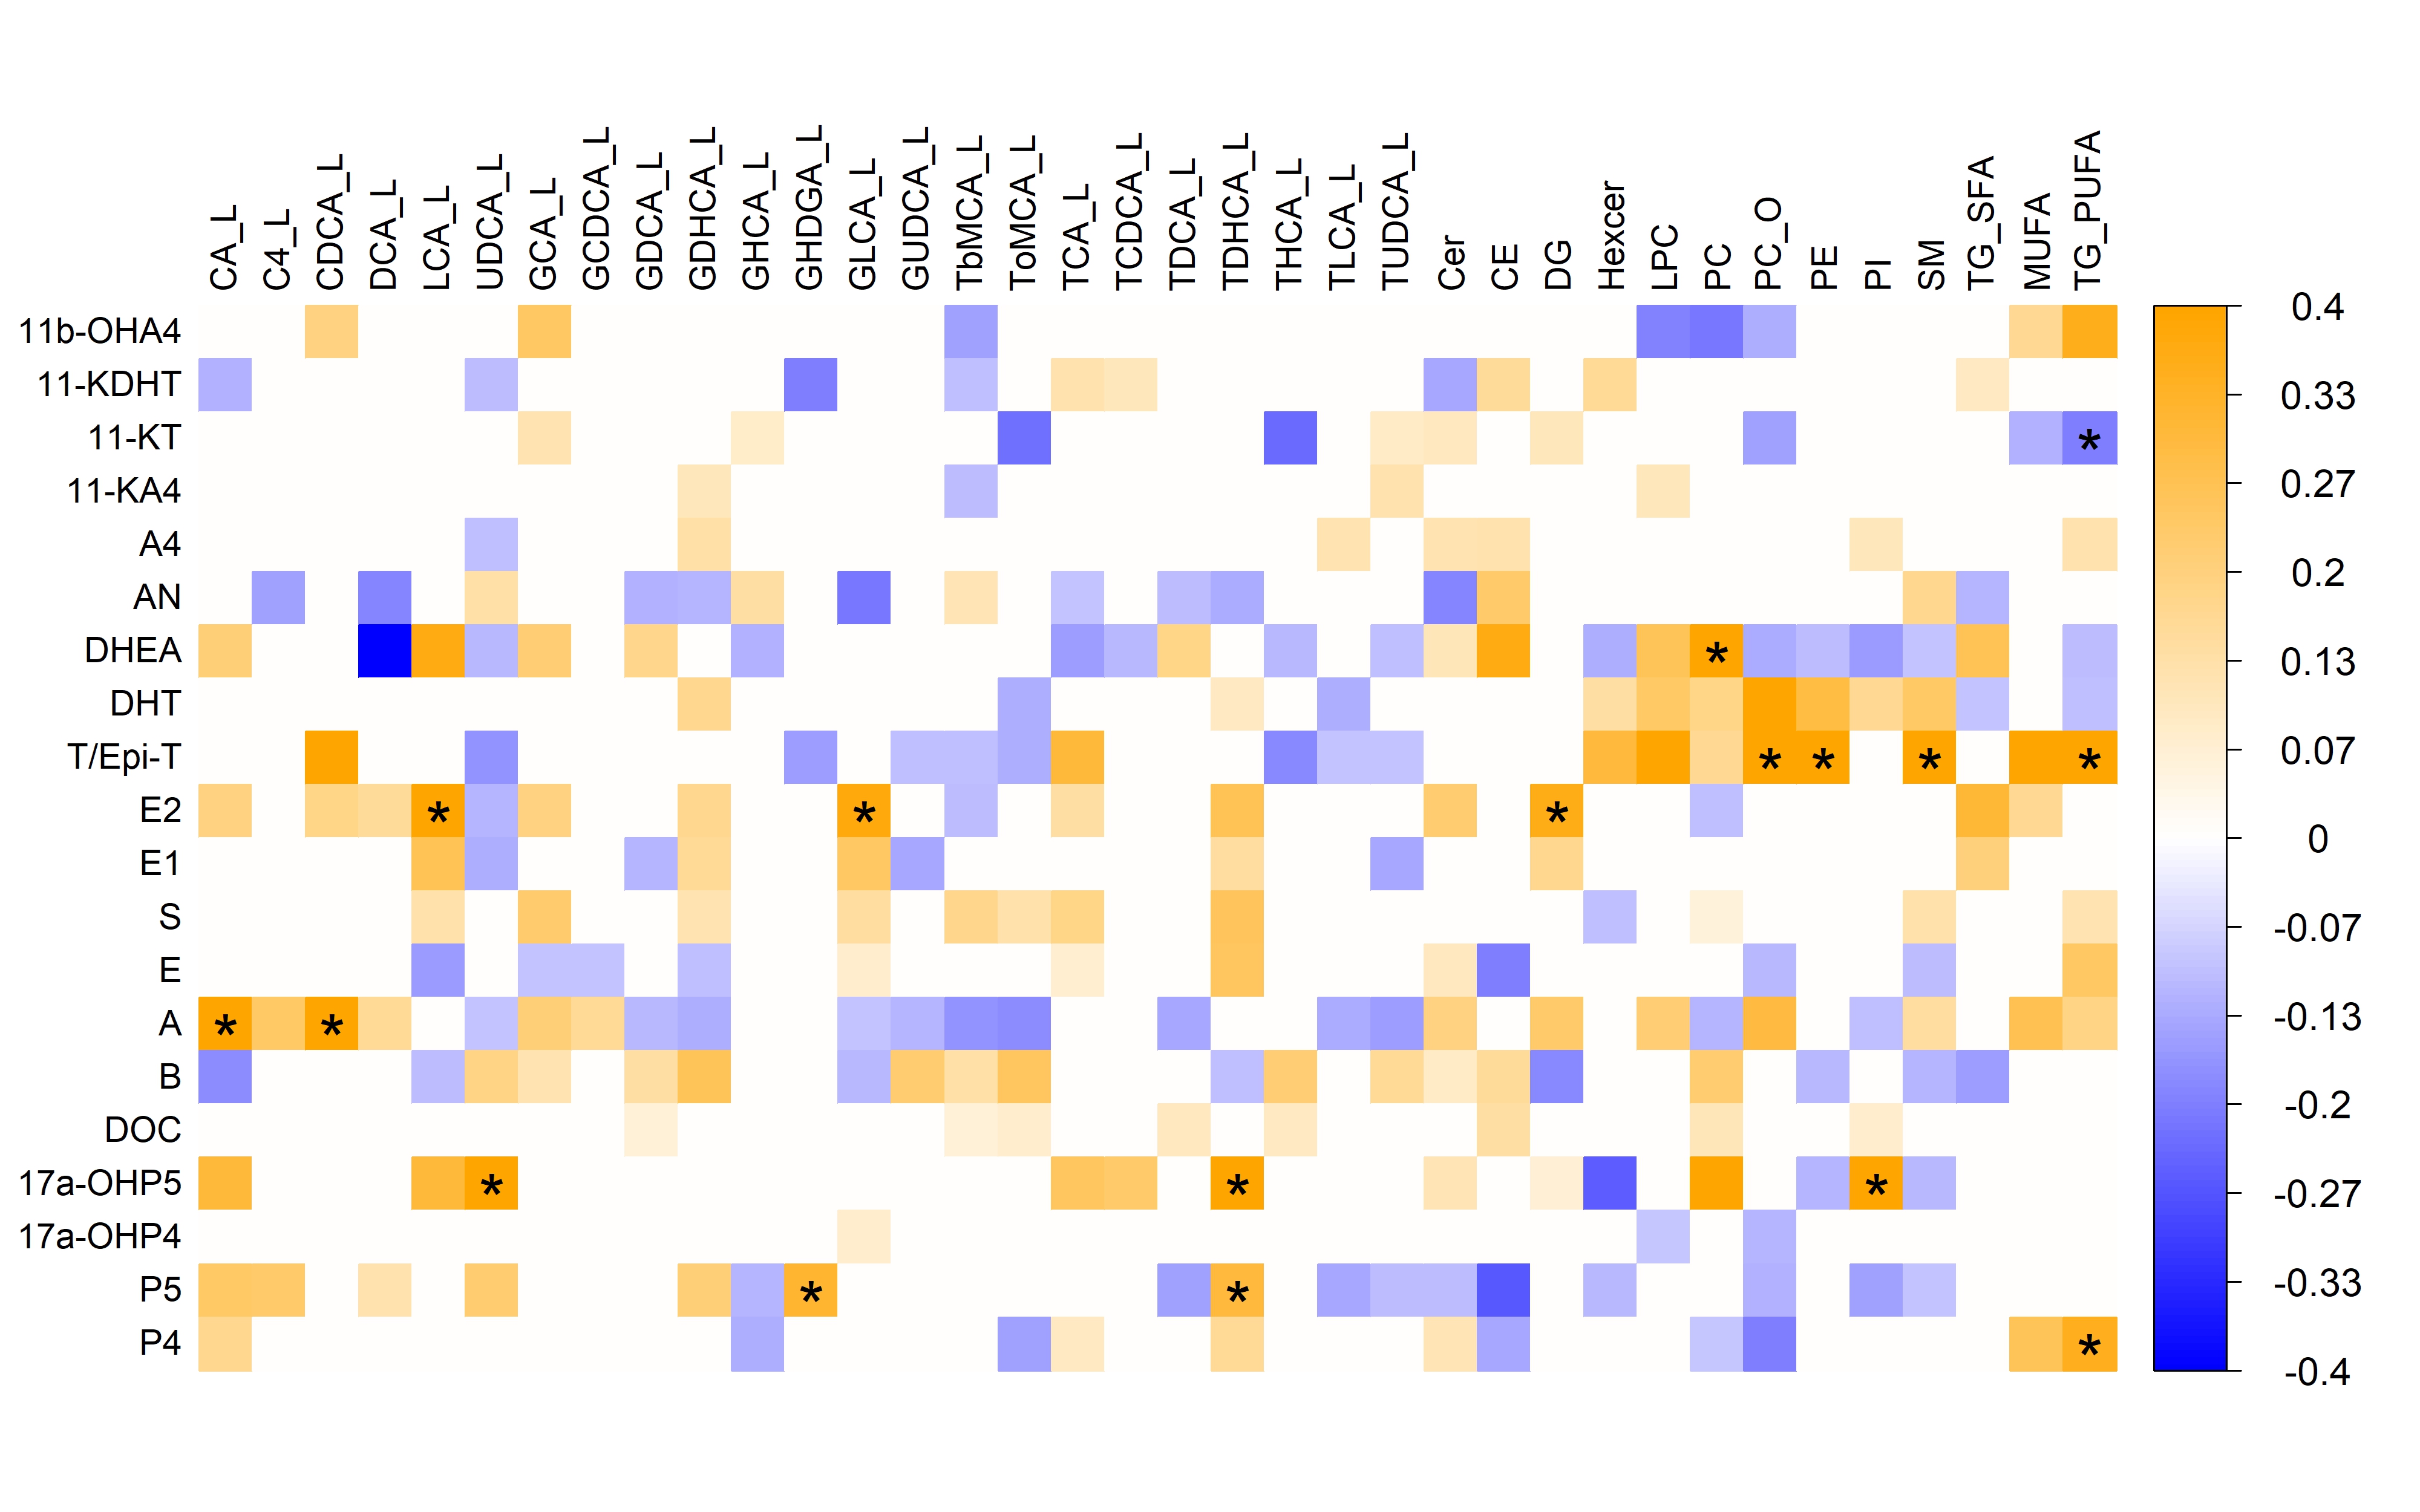 CA_L
C4_L
CDCA_L
DCA_L
LCA_L
UDCA_L
GCA_L
GCDCA_L
GDCA_L
GDHCA_L
GHCA_L
GHDGA_L
GLCA_L
GUDCA_L
TbMCA_L
ToMCA_L
TCA_L
TCDCA_L
TDCA_L
TDHCA_L
THCA_L
TLCA_L
TUDCA_L
Cer
CE
DG
Hexcer
LPC
PC
PC_O
PE
PI
SM
TG_SFA
MUFA
TG_PUFA
11b-OHA4
11-KDHT
11-KT
*
11-KA4
A4
AN
DHEA
*
DHT
T/Epi-T
* * * *
E2
* * *
E1
S
E
A
* *
B
DOC
17a-OHP5
* * *
17a-OHP4
P5
* *
P4
*
0.4
0.33
0.27
0.2
0.13
0.07
0
-0.07
-0.13
-0.2
-0.27
-0.33
-0.4